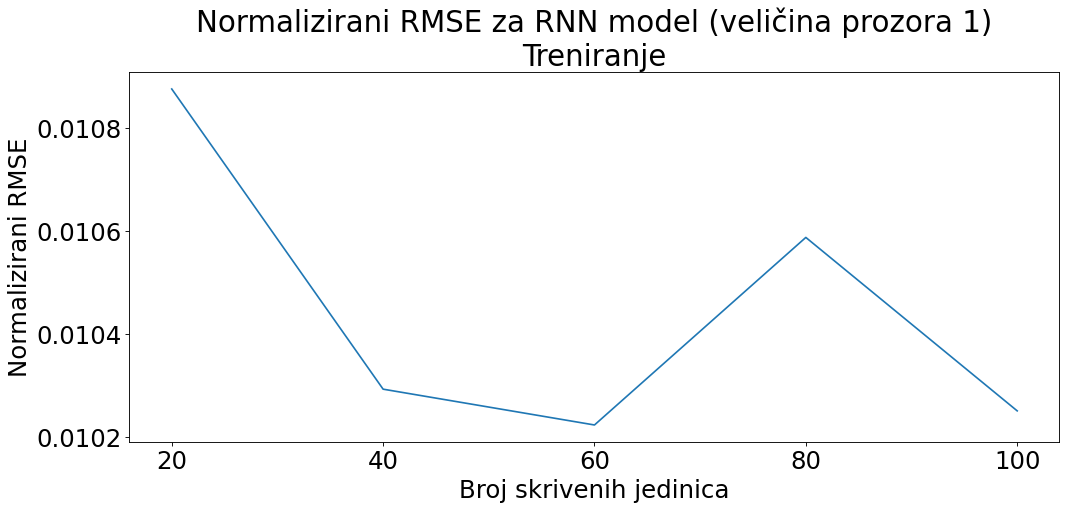 Normalizirani RMSE za RNN model (veličina prozora 1)
Treniranje
Normalizirani RMSE
0.0108
0.0106
0.0104
0.0102
20 40 60 80 100
Broj skrivenih jedinica